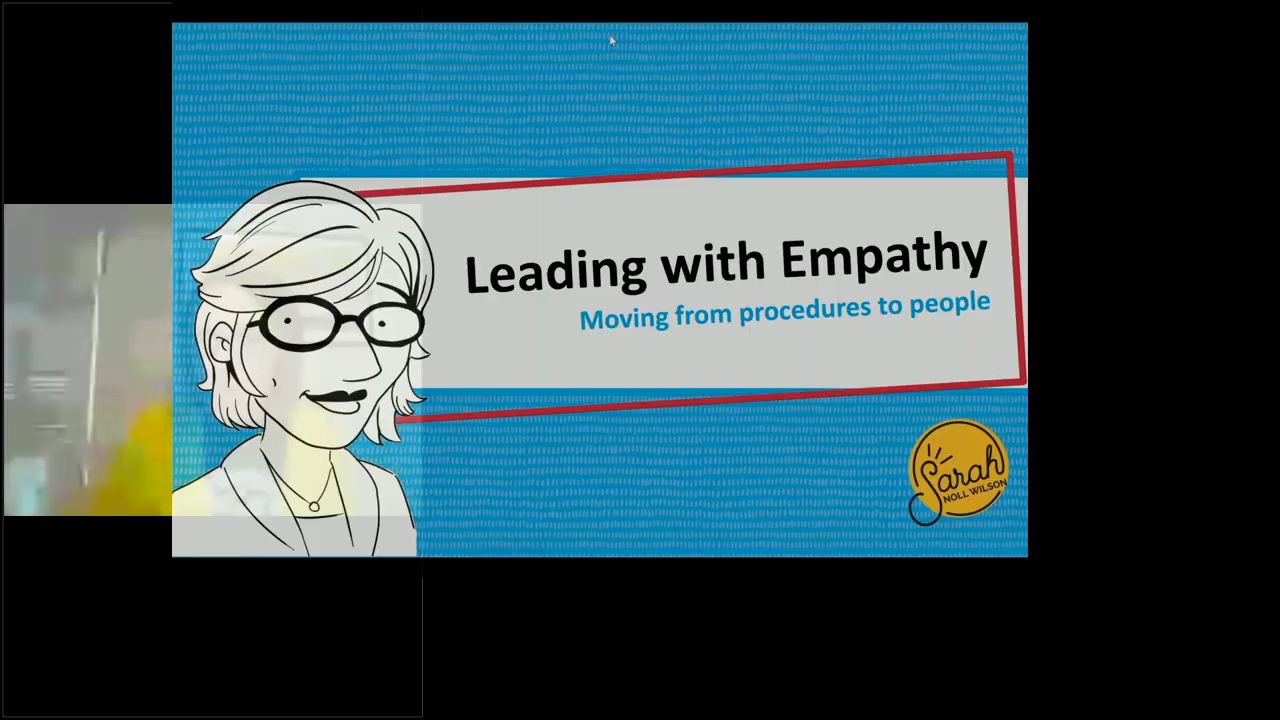 Leading with Empathy
Moving from procedures to people
Sarah
NOLL WILSON